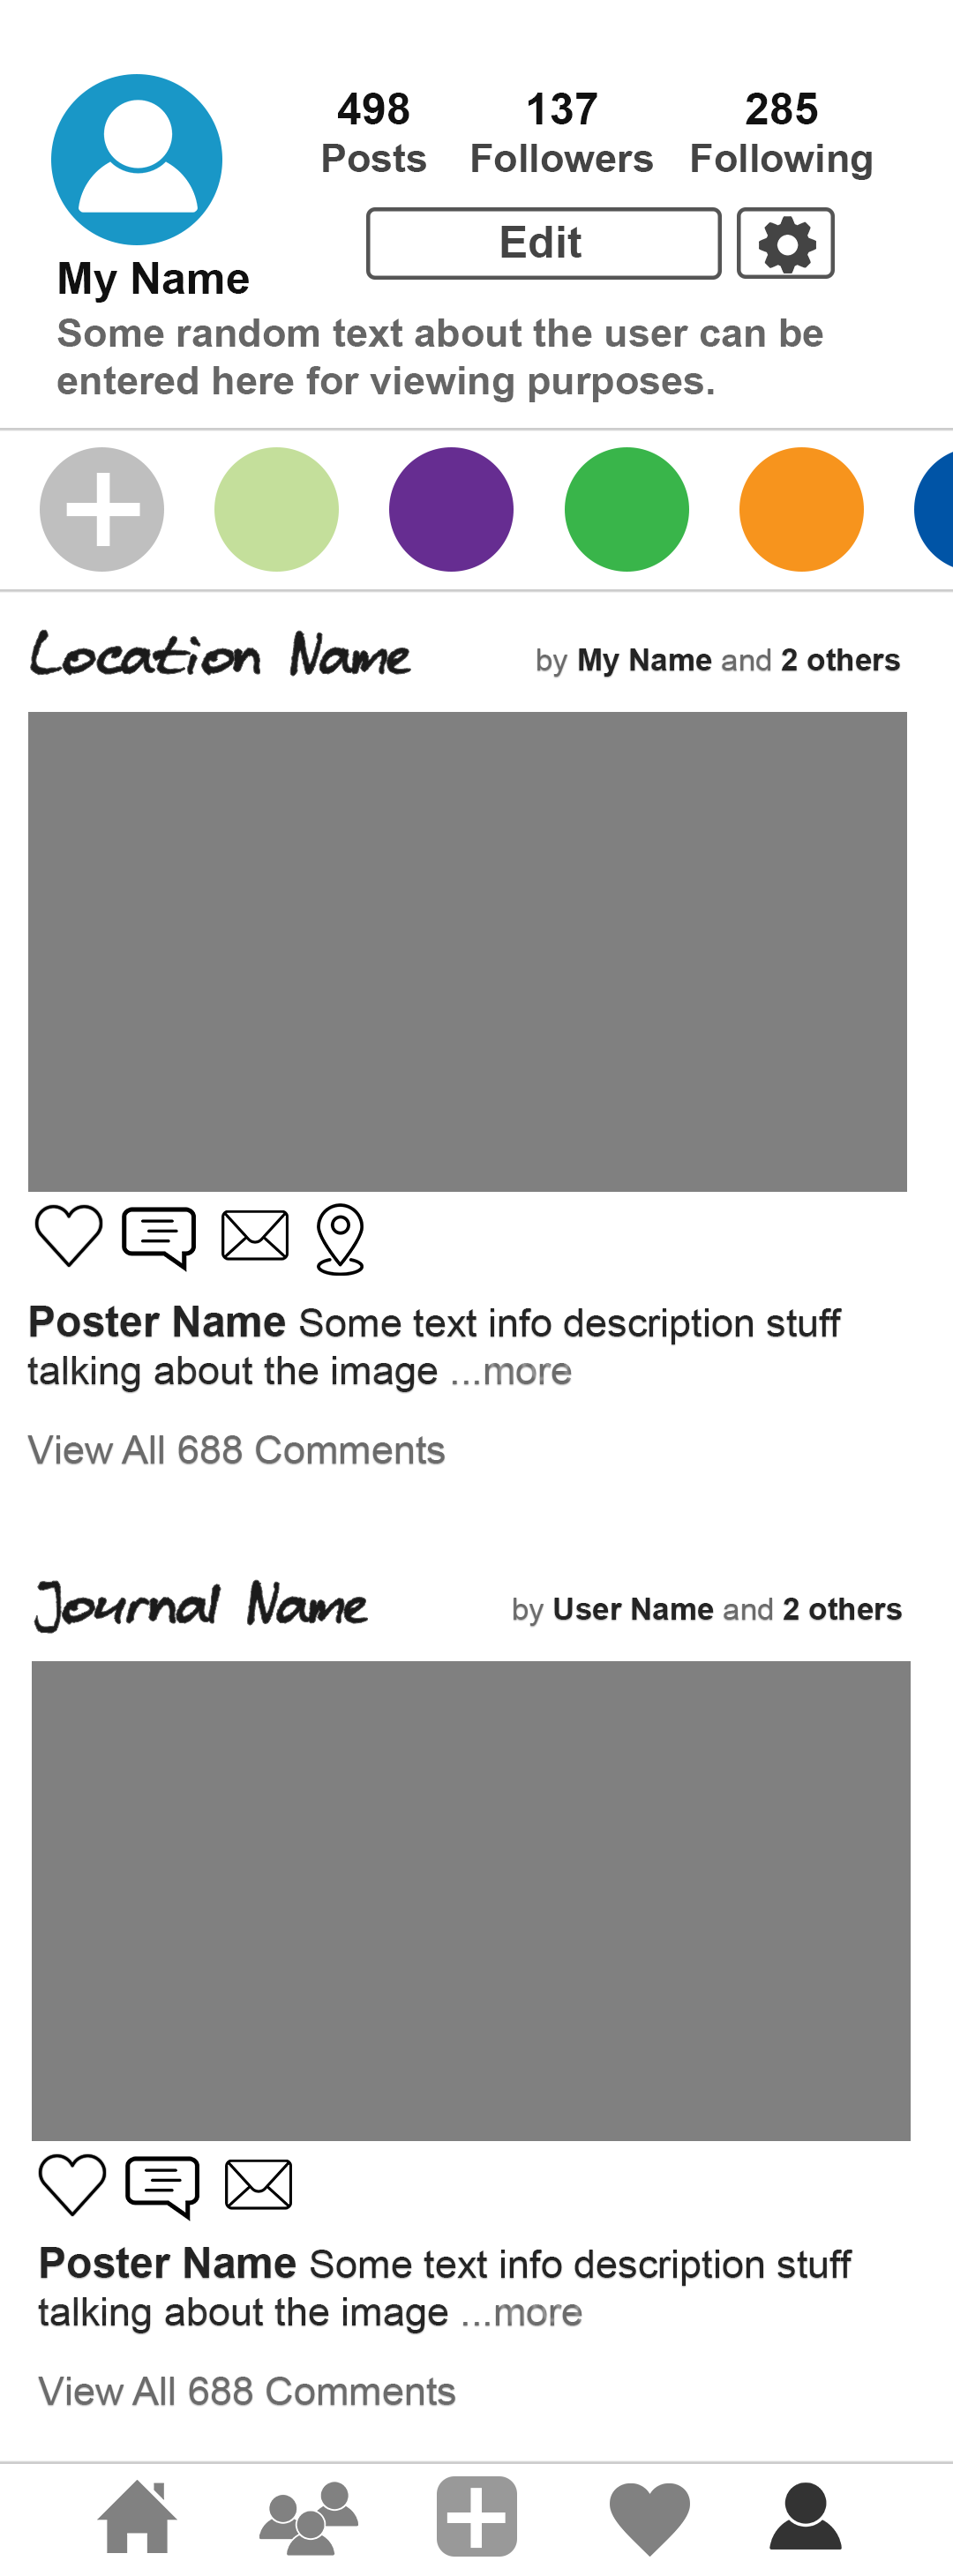 498 137 285
Posts Followers Following
Edit
My Name
Some random text about the user can be
entered here for viewing purposes.
Location Name by My Name and 2 others
Poster Name Some text info description stuff
talking about the image ...more
View All 688 Comments
Journal Name by User Name and 2 others
Poster Name Some text info description stuff
talking about the image ...more
View All 688 Comments